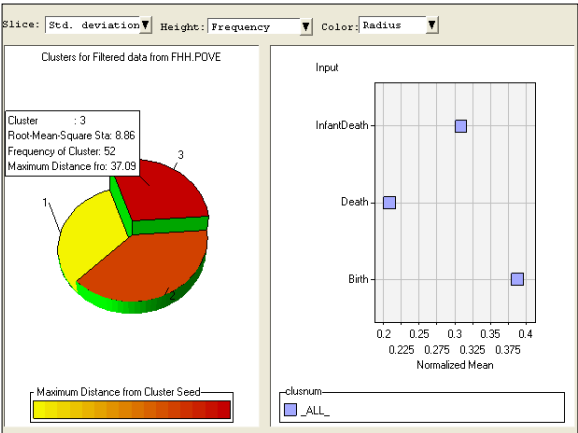 Slice: Std. deviation Height: Frequency Color: Radius
Clusters for Filtered data from FHH.POVE
Cluster : 3
Root-Mean-Square Sta: 8.86
Frequency of Cluster: 52
Maximum Distance fro: 37.09
3
1
2
Maximum Distance from Cluster Seed
Input
InfantDeath
Death
Birth
0.2 0.25 0.3 0.35 0.4
0.225 0.275 0.325 0.375
Normalized Mean
clusnum
_ALL_